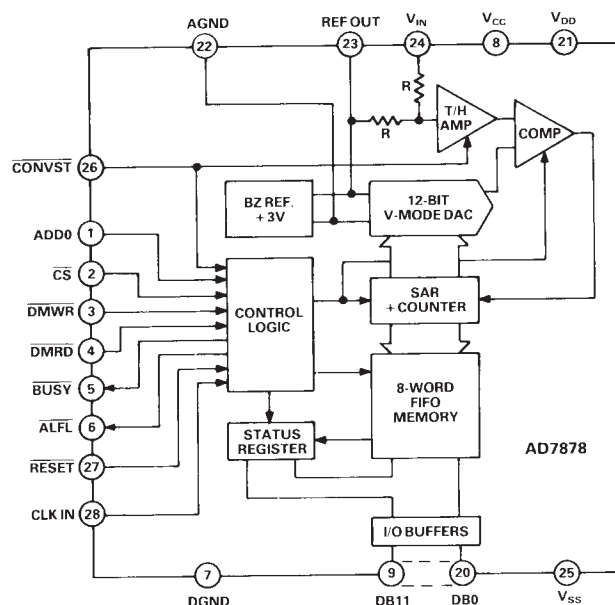 AGND
REF OUT
V_IN
V_CC
V_DD
22
23
24
8
21
R
R
T/H
AMP
COMP
CONVST
26
BZ REF.
+3V
12-BIT
V-MODE DAC
ADD0
1
CS
2
DMWR
3
DMRD
4
BUSY
5
ALFL
6
RESET
27
CLK IN
28
CONTROL
LOGIC
SAR
+ COUNTER
8-WORD
FIFO
MEMORY
STATUS
REGISTER
AD7878
I/O BUFFERS
7
9
20
25
DGND
DB11
DB0
V_SS